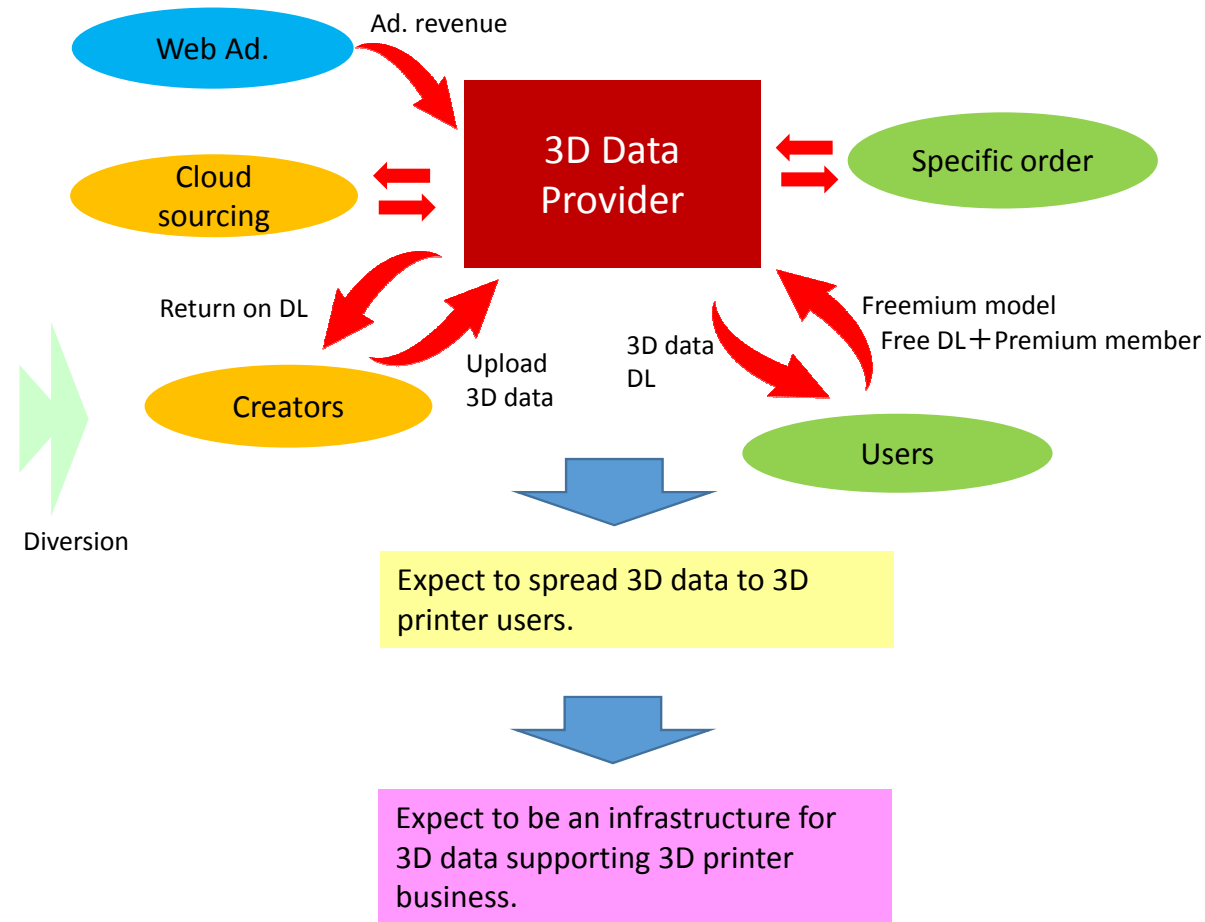 Web Ad.
Ad. revenue
3D Data
Provider
Specific order
Cloud
sourcing
Return on DL
Upload
3D data
Creators
3D data
DL
Freemium model
Free DL＋Premium member
Users
Diversion
Expect to spread 3D data to 3D
printer users.
Expect to be an infrastructure for
3D data supporting 3D printer
business.